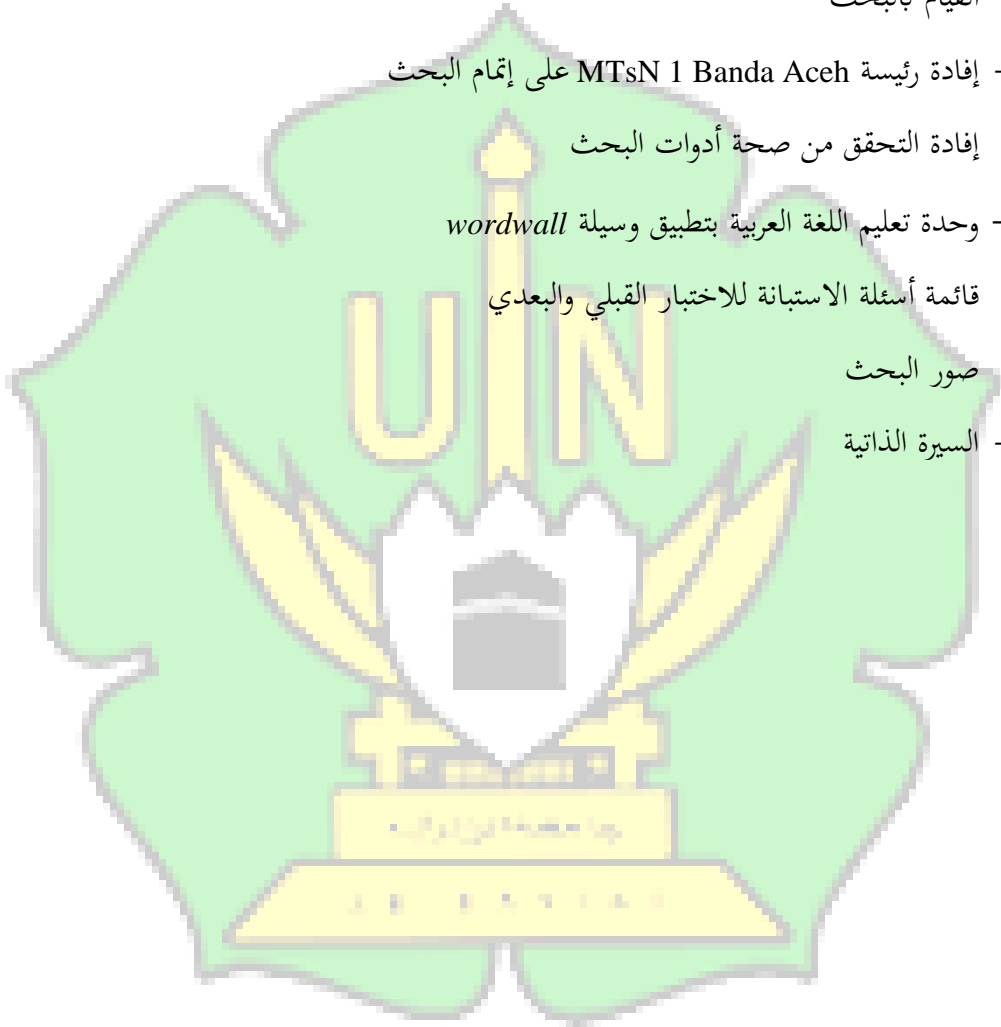 القيام بالبحث
- إفادة رئيسة MTsN 1 Banda Aceh على إتمام البحث
إفادة التحقق من صحة أدوات البحث
- وحدة تعليم اللغة العربية بتطبيق وسيلة wordwall
قائمة أسئلة الاستبانة للاختبار القبلي والبعدي
صور البحث
- السيرة الذاتية
UIN